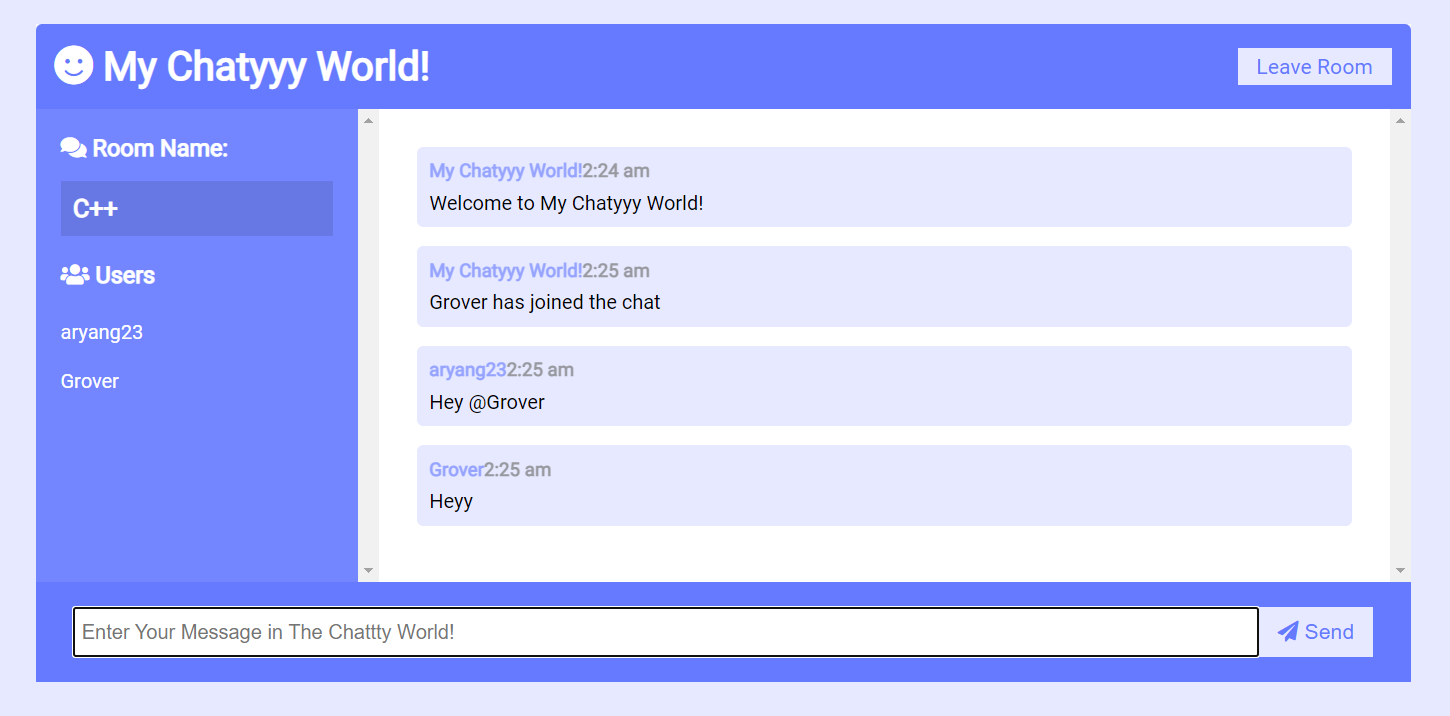 My Chatyyy World!
Leave Room
Room Name:
C++
Users
aryang23
Grover
My Chatyyy World!2:24 am
Welcome to My Chatyyy World!
My Chatyyy World!2:25 am
Grover has joined the chat
aryang232:25 am
Hey @Grover
Grover2:25 am
Heyy
Enter Your Message in The Chattty World!
Send